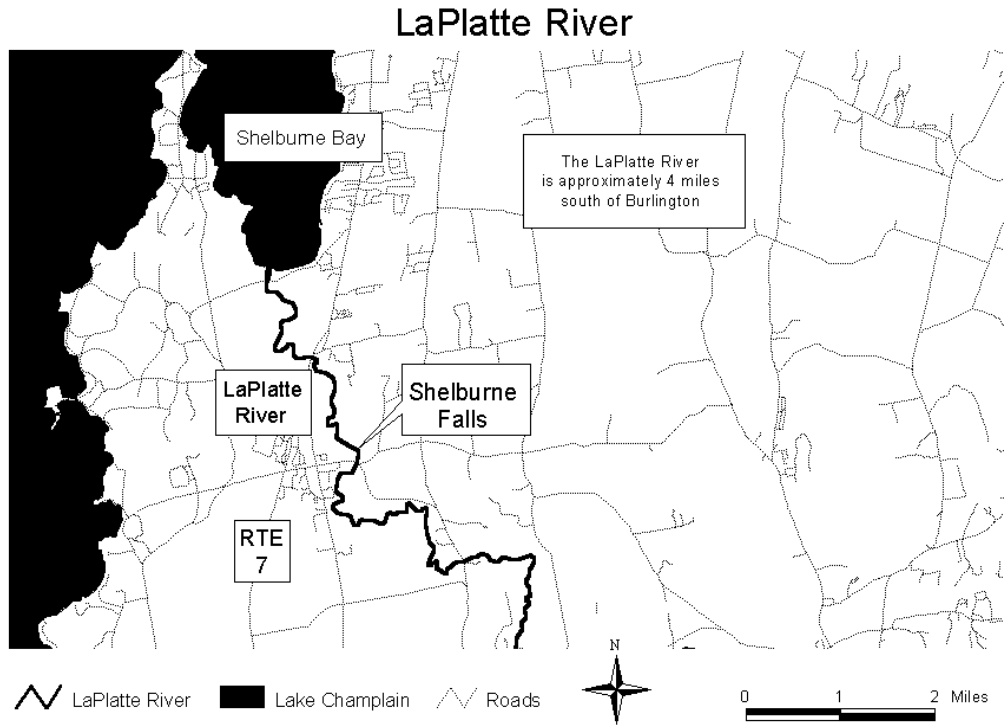 LaPlatte River
Shelburne Bay
The LaPlatte River
is approximately 4 miles
south of Burlington
LaPlatte
River
Shelburne
Falls
RTE
7
N
LaPlatte River
Lake Champlain
Roads
0 1 2 Miles